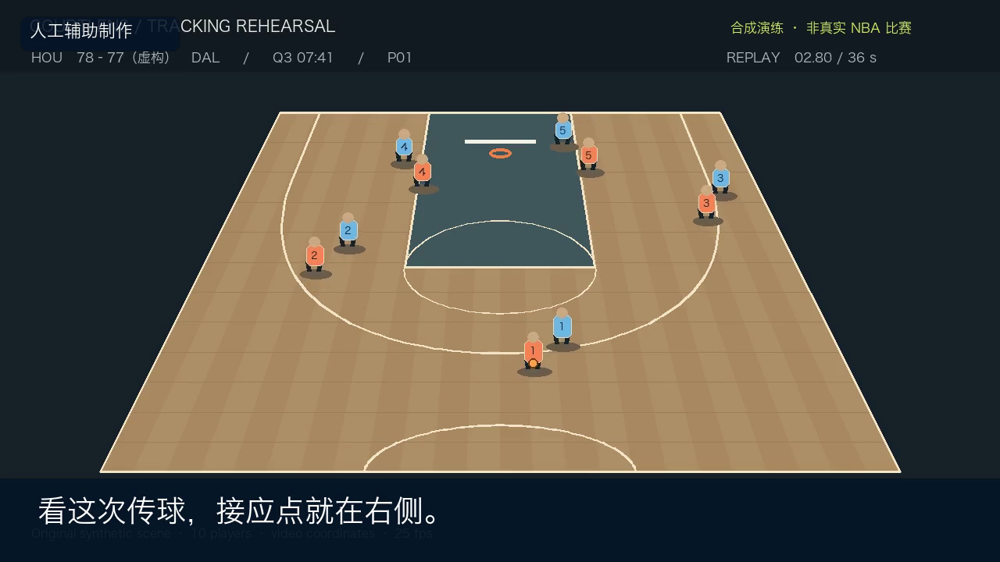 COURTLENS / TRACKING REHEARSAL
人工辅助制作
合成演练 · 非真实 NBA 比赛
HOU 78 - 77（虚构） DAL / Q3 07:41 / P01
REPLAY 02.80 / 36 s
5
4
5
4
3
3
2
2
1
1
看这次传球，接应点就在右侧。
Original synthetic scene · 10 players · video coordinates · 25 fps